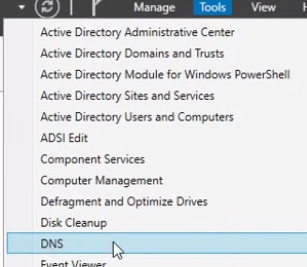 Manage Tools View
Active Directory Administrative Center
Active Directory Domains and Trusts
Active Directory Module for Windows PowerShell
Active Directory Sites and Services
Active Directory Users and Computers
ADSI Edit
Component Services
Computer Management
Defragment and Optimize Drives
Disk Cleanup
DNS
Event Viewer